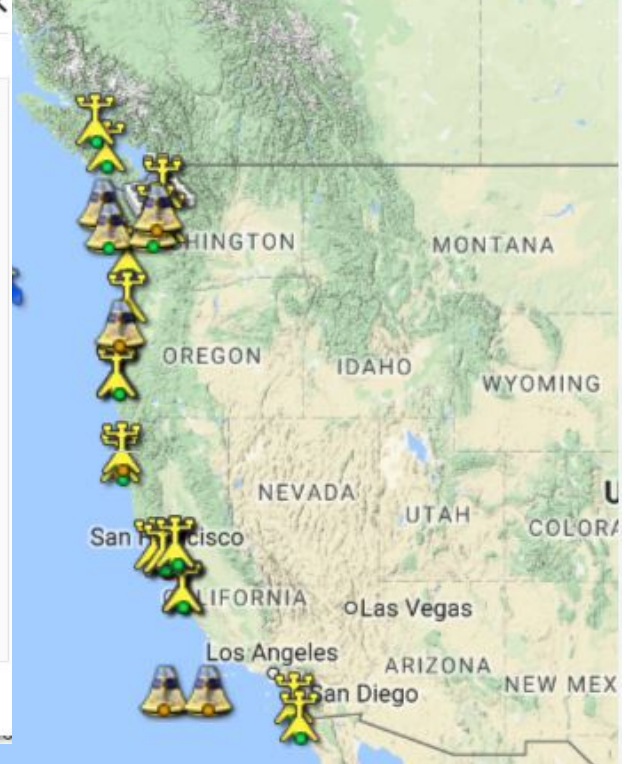 HINGTON
MONTANA
OREGON
IDAHO
WYOMING
NEVADA
UTAH
U
COLORA
San F cisco
LIFORNIA
Las Vegas
Los Angeles
ARIZONA
NEW MEX
San Diego